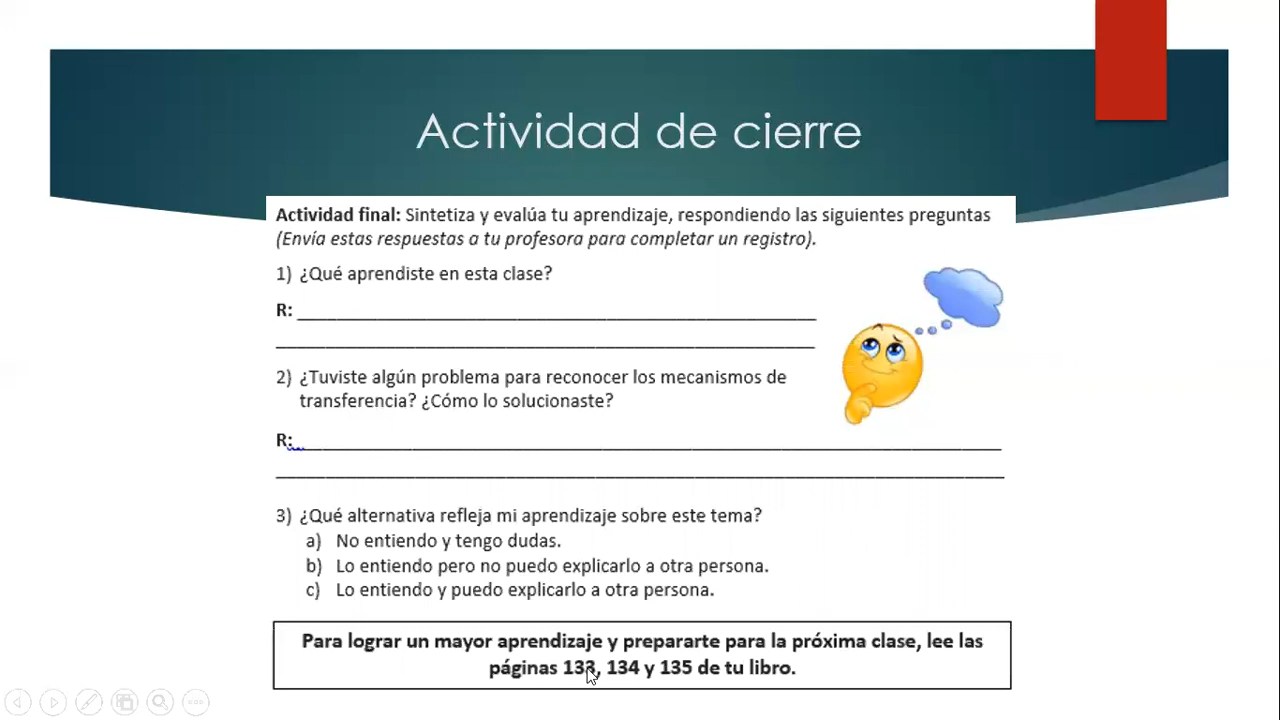 Actividad de cierre
Actividad final: Sintetiza y evalúa tu aprendizaje, respondiendo las siguientes preguntas
(Envía estas respuestas a tu profesora para completar un registro).
1) ¿Qué aprendiste en esta clase?
R:
2) ¿Tuviste algún problema para reconocer los mecanismos de
transferencia? ¿Cómo lo solucionaste?
R:
3) ¿Qué alternativa refleja mi aprendizaje sobre este tema?
a) No entiendo y tengo dudas.
b) Lo entiendo pero no puedo explicarlo a otra persona.
c) Lo entiendo y puedo explicarlo a otra persona.
Para lograr un mayor aprendizaje y prepararte para la próxima clase, lee las
páginas 133, 134 y 135 de tu libro.